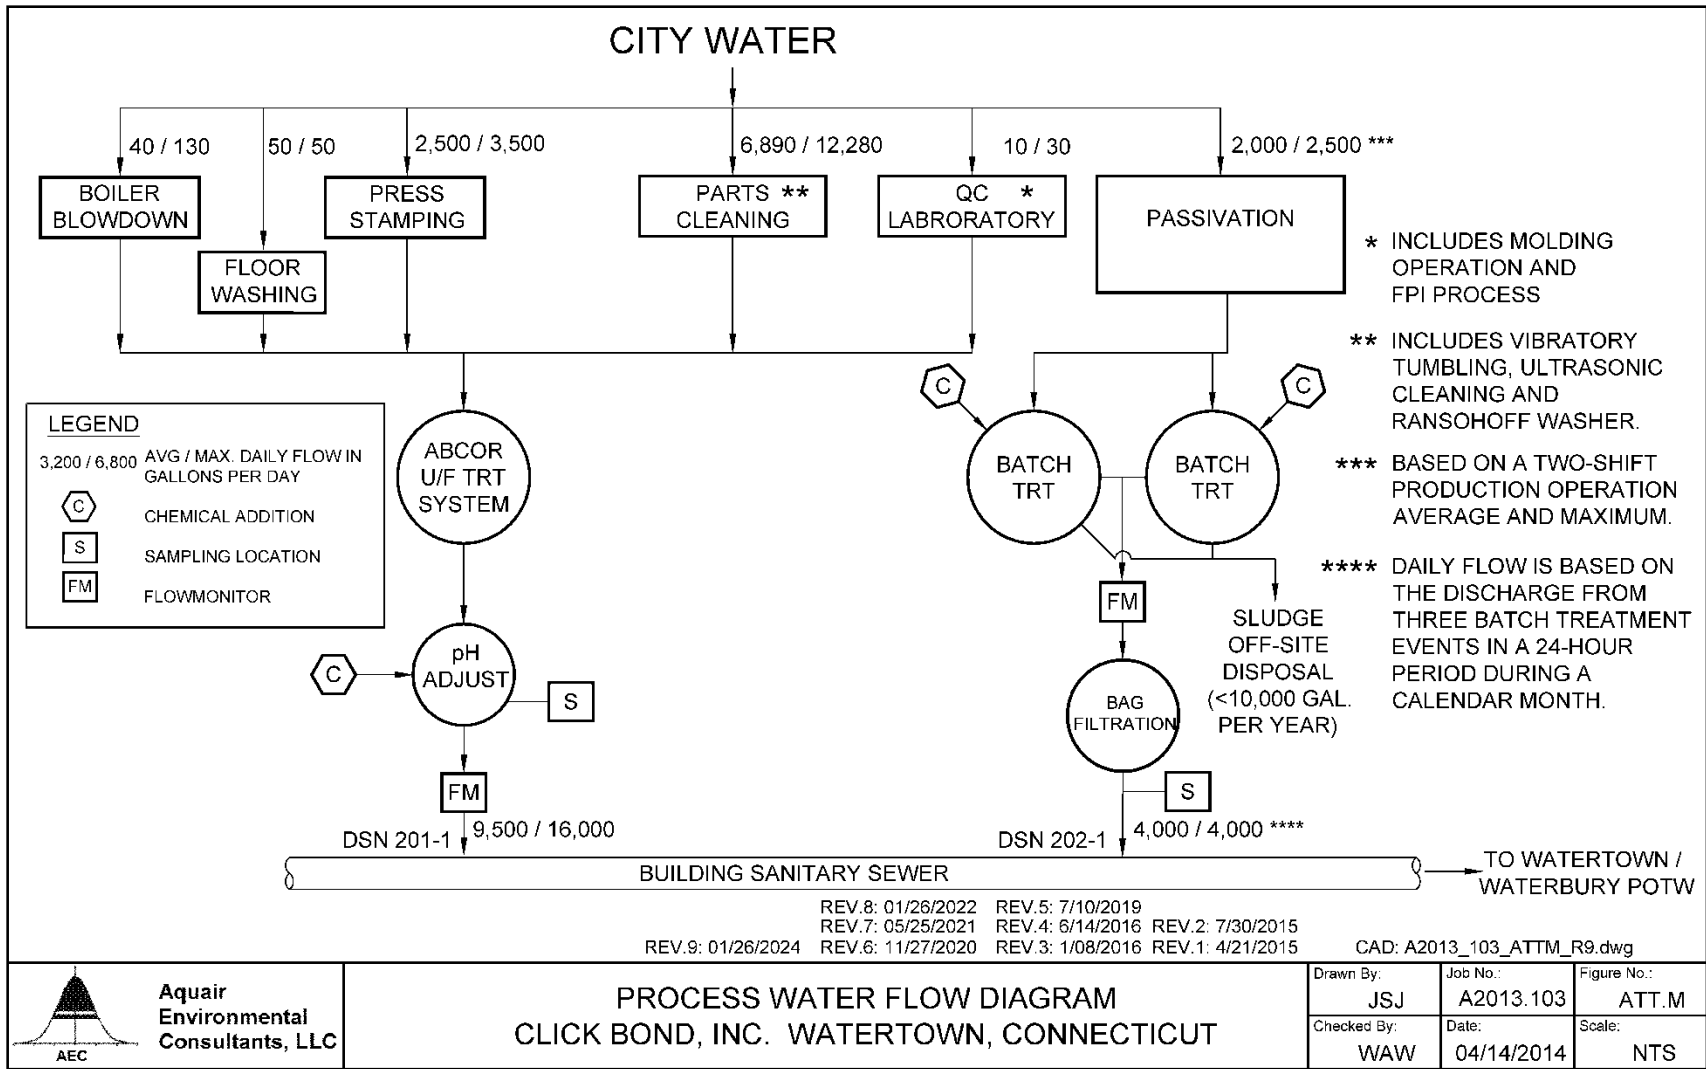 CITY WATER
40 / 130
50 / 50
2,500 / 3,500
6,890 / 12,280
10 / 30
2,000 / 2,500 ***
BOILER
BLOWDOWN
FLOOR
WASHING
PRESS
STAMPING
PARTS **
CLEANING
QC *
LABRORATORY
PASSIVATION
* INCLUDES MOLDING
OPERATION AND
FPI PROCESS
** INCLUDES VIBRATORY
TUMBLING, ULTRASONIC
CLEANING AND
RANSOHOFF WASHER.
*** BASED ON A TWO-SHIFT
PRODUCTION OPERATION
AVERAGE AND MAXIMUM.
**** DAILY FLOW IS BASED ON
THE DISCHARGE FROM
THREE BATCH TREATMENT
EVENTS IN A 24-HOUR
PERIOD DURING A
CALENDAR MONTH.
LEGEND
3,200 / 6,800 AVG / MAX. DAILY FLOW IN
GALLONS PER DAY
C CHEMICAL ADDITION
S SAMPLING LOCATION
FM FLOWMONITOR
ABCOR
U/F TRT
SYSTEM
C
pH
ADJUST
S
FM
DSN 201-1
9,500 / 16,000
C
C
BATCH
TRT
BATCH
TRT
FM
SLUDGE
OFF-SITE
DISPOSAL
(<10,000 GAL.
PER YEAR)
BAG
FILTRATION
S
DSN 202-1
4,000 / 4,000 ****
BUILDING SANITARY SEWER
TO WATERTOWN /
WATERBURY POTW
REV.8: 01/26/2022 REV.5: 7/10/2019
REV.7: 05/25/2021 REV.4: 6/14/2016 REV.2: 7/30/2015
REV.9: 01/26/2024 REV.6: 11/27/2020 REV.3: 1/08/2016 REV.1: 4/21/2015
CAD: A2013_103_ATTM_R9.dwg
AEC
Aquair
Environmental
Consultants, LLC
PROCESS WATER FLOW DIAGRAM
CLICK BOND, INC. WATERTOWN, CONNECTICUT
Drawn By:
JSJ
Job No.:
A2013.103
Figure No.:
ATT.M
Checked By:
WAW
Date:
04/14/2014
Scale:
NTS